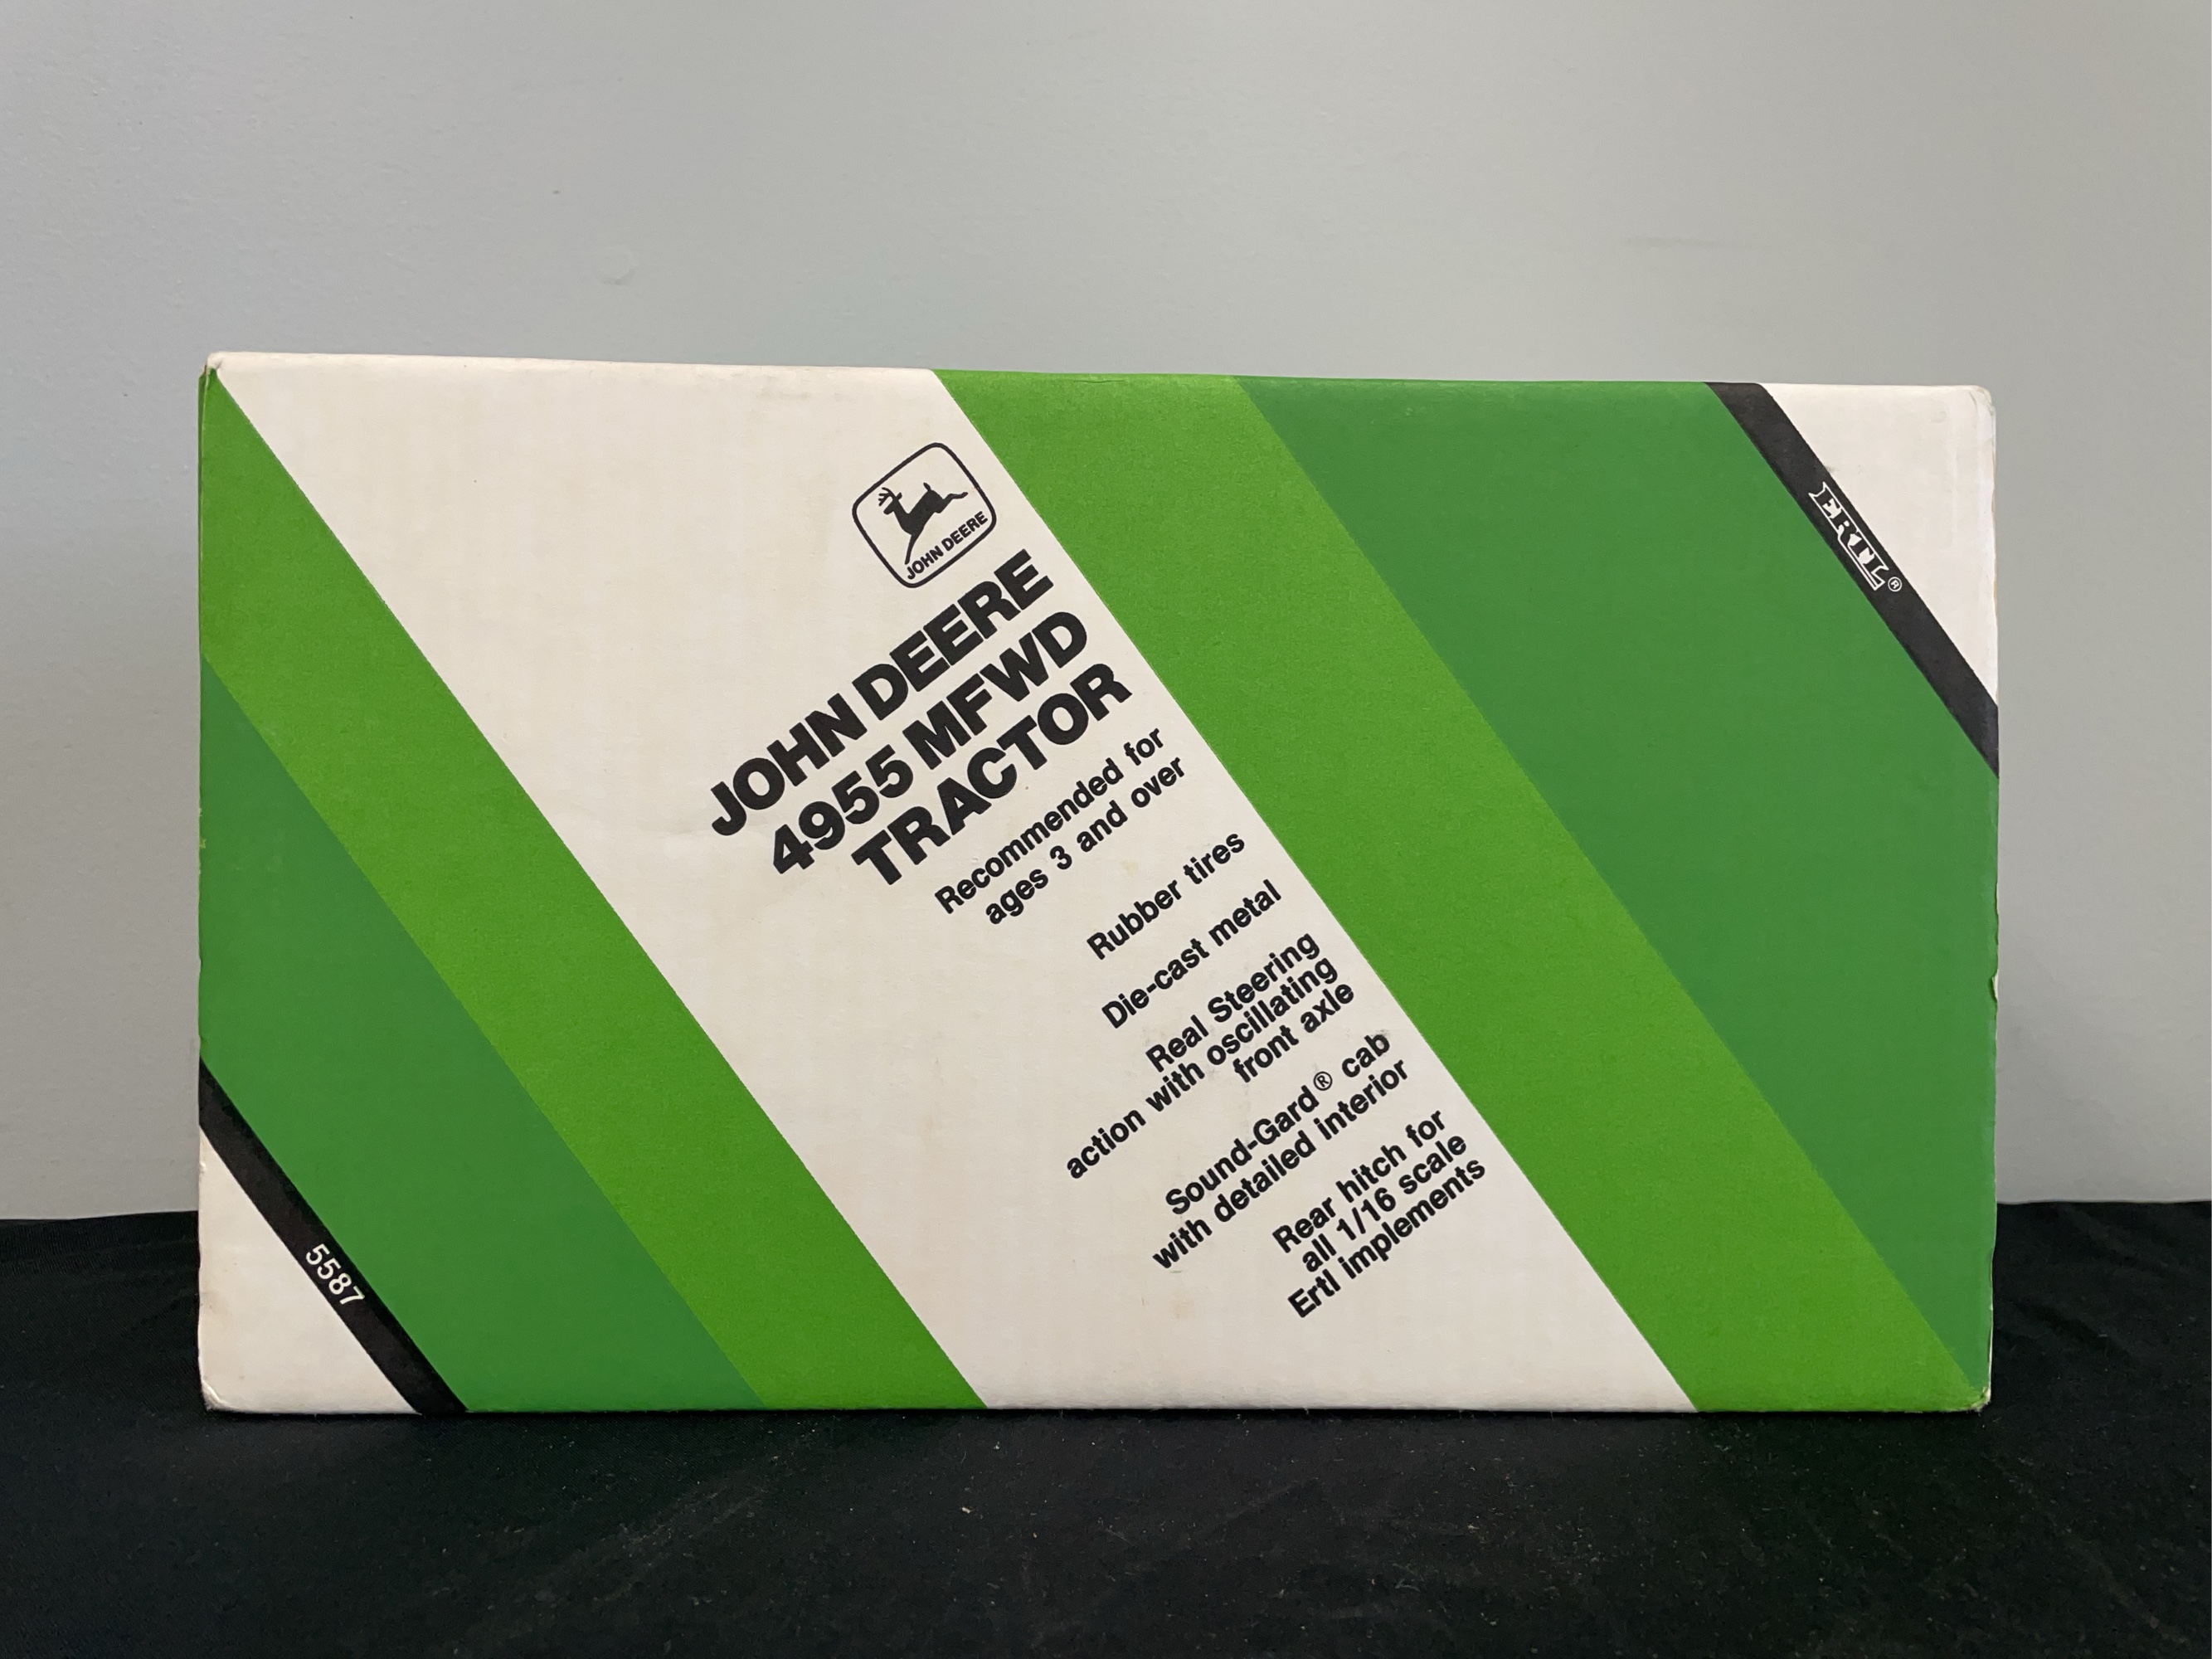 JOHN DEERE
JOHN DEERE
4955 MFWD
TRACTOR
Recommended for
ages 3 and over
Rubber tires
Die-cast metal
Real Steering
action with oscillating
front axle
Sound-Gard® cab
with detailed interior
Rear hitch for
all 1/16 scale
Ertl implements
ERTL®
5587